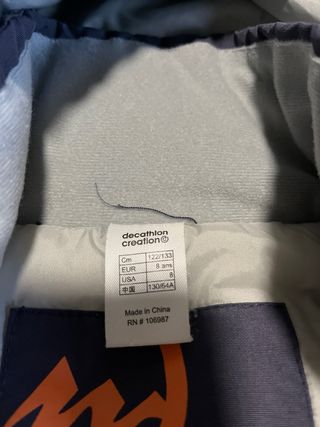 decathlon
creation©
Cm 122/133
EUR 8 ans
USA 8
中国 130/64A
Made in China
RN # 106987